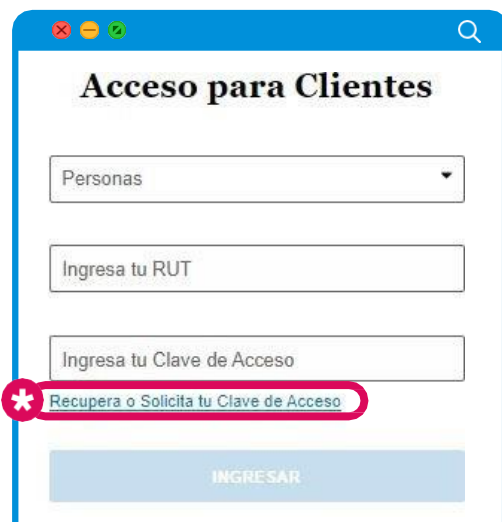 Acceso para Clientes
Personas
Ingresa tu RUT
Ingresa tu Clave de Acceso
* Recupera o Solicita tu Clave de Acceso
INGRESAR